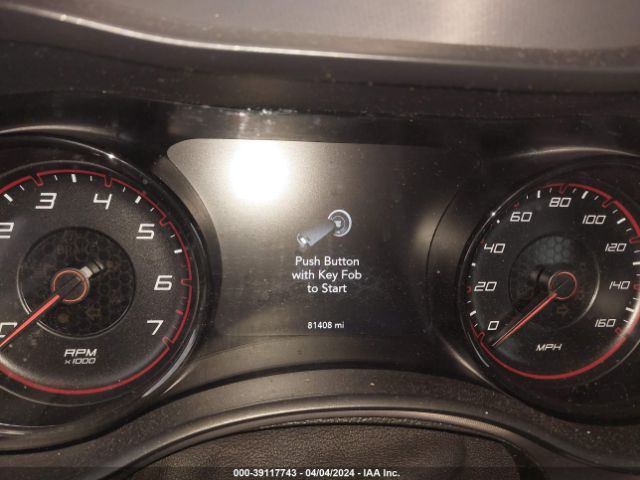 2 3 4 5 6 7
0
RPM
x1000
Push Button
with Key Fob
to Start
81408 mi
0 20 40 60 80 100 120 140 160
MPH
000-39117743 - 04/04/2024 - IAA Inc.